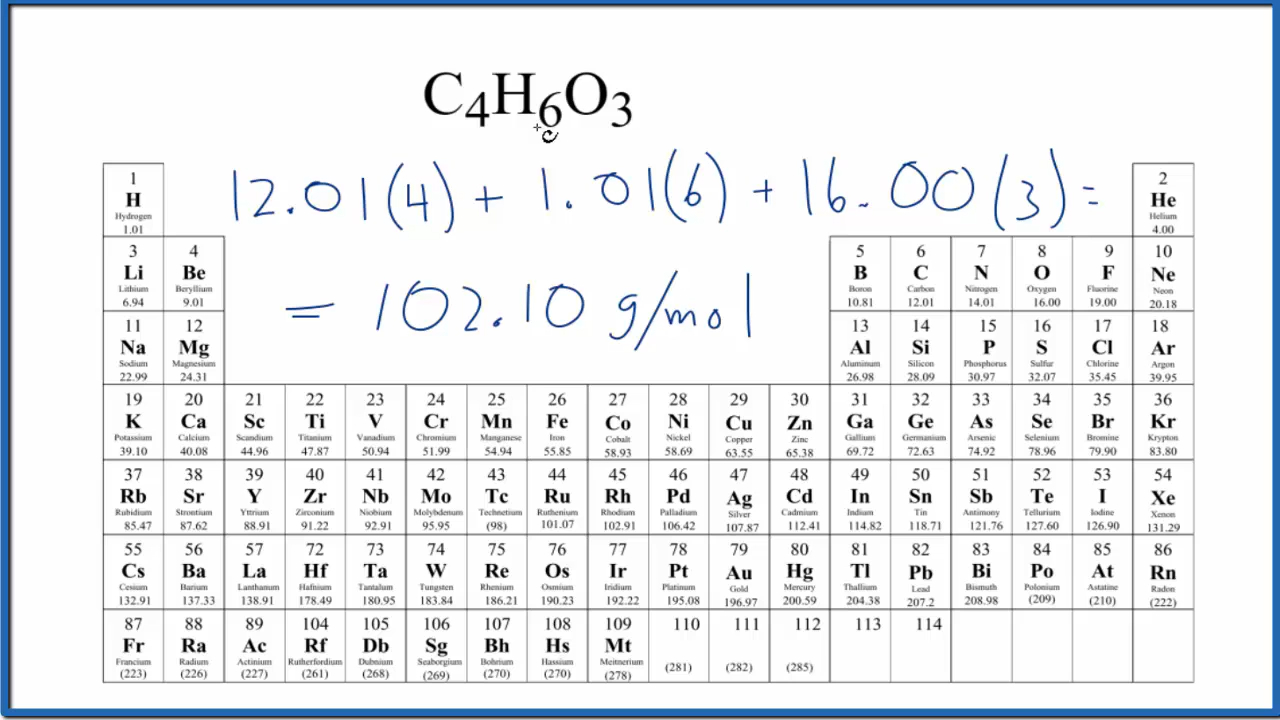 C₄H₆O₃
12.01(4) + 1.01(6) + 16.00(3) =
= 102.10 g/mol
1 2
H He
Hydrogen Helium
1.01 4.00
3 4 5 6 7 8 9 10
Li Be B C N O F Ne
Lithium Beryllium Boron Carbon Nitrogen Oxygen Fluorine Neon
6.94 9.01 10.81 12.01 14.01 16.00 19.00 20.18
11 12 13 14 15 16 17 18
Na Mg Al Si P S Cl Ar
Sodium Magnesium Aluminum Silicon Phosphorus Sulfur Chlorine Argon
22.99 24.31 26.98 28.09 30.97 32.07 35.45 39.95
19 20 21 22 23 24 25 26 27 28 29 30 31 32 33 34 35 36
K Ca Sc Ti V Cr Mn Fe Co Ni Cu Zn Ga Ge As Se Br Kr
Potassium Calcium Scandium Titanium Vanadium Chromium Manganese Iron Cobalt Nickel Copper Zinc Gallium Germanium Arsenic Selenium Bromine Krypton
39.10 40.08 44.96 47.87 50.94 51.99 54.94 55.85 58.93 58.69 63.55 65.38 69.72 72.63 74.92 78.96 79.90 83.80
37 38 39 40 41 42 43 44 45 46 47 48 49 50 51 52 53 54
Rb Sr Y Zr Nb Mo Tc Ru Rh Pd Ag Cd In Sn Sb Te I Xe
Rubidium Strontium Yttrium Zirconium Niobium Molybdenum Technetium Ruthenium Rhodium Palladium Silver Cadmium Indium Tin Antimony Tellurium Iodine Xenon
85.47 87.62 88.91 91.22 92.91 95.95 (98) 101.07 102.91 106.42 107.87 112.41 114.82 118.71 121.76 127.60 126.90 131.29
55 56 57 72 73 74 75 76 77 78 79 80 81 82 83 84 85 86
Cs Ba La Hf Ta W Re Os Ir Pt Au Hg Tl Pb Bi Po At Rn
Cesium Barium Lanthanum Hafnium Tantalum Tungsten Rhenium Osmium Iridium Platinum Gold Mercury Thallium Lead Bismuth Polonium Astatine Radon
132.91 137.33 138.91 178.49 180.95 183.84 186.21 190.23 192.22 195.08 196.97 200.59 204.38 207.2 208.98 (209) (210) (222)
87 88 89 104 105 106 107 108 109 110 111 112 113 114
Fr Ra Ac Rf Db Sg Bh Hs Mt
Francium Radium Actinium Rutherfordium Dubnium Seaborgium Bohrium Hassium Meitnerium
(223) (226) (227) (261) (268) (269) (270) (270) (278) (281) (282) (285)